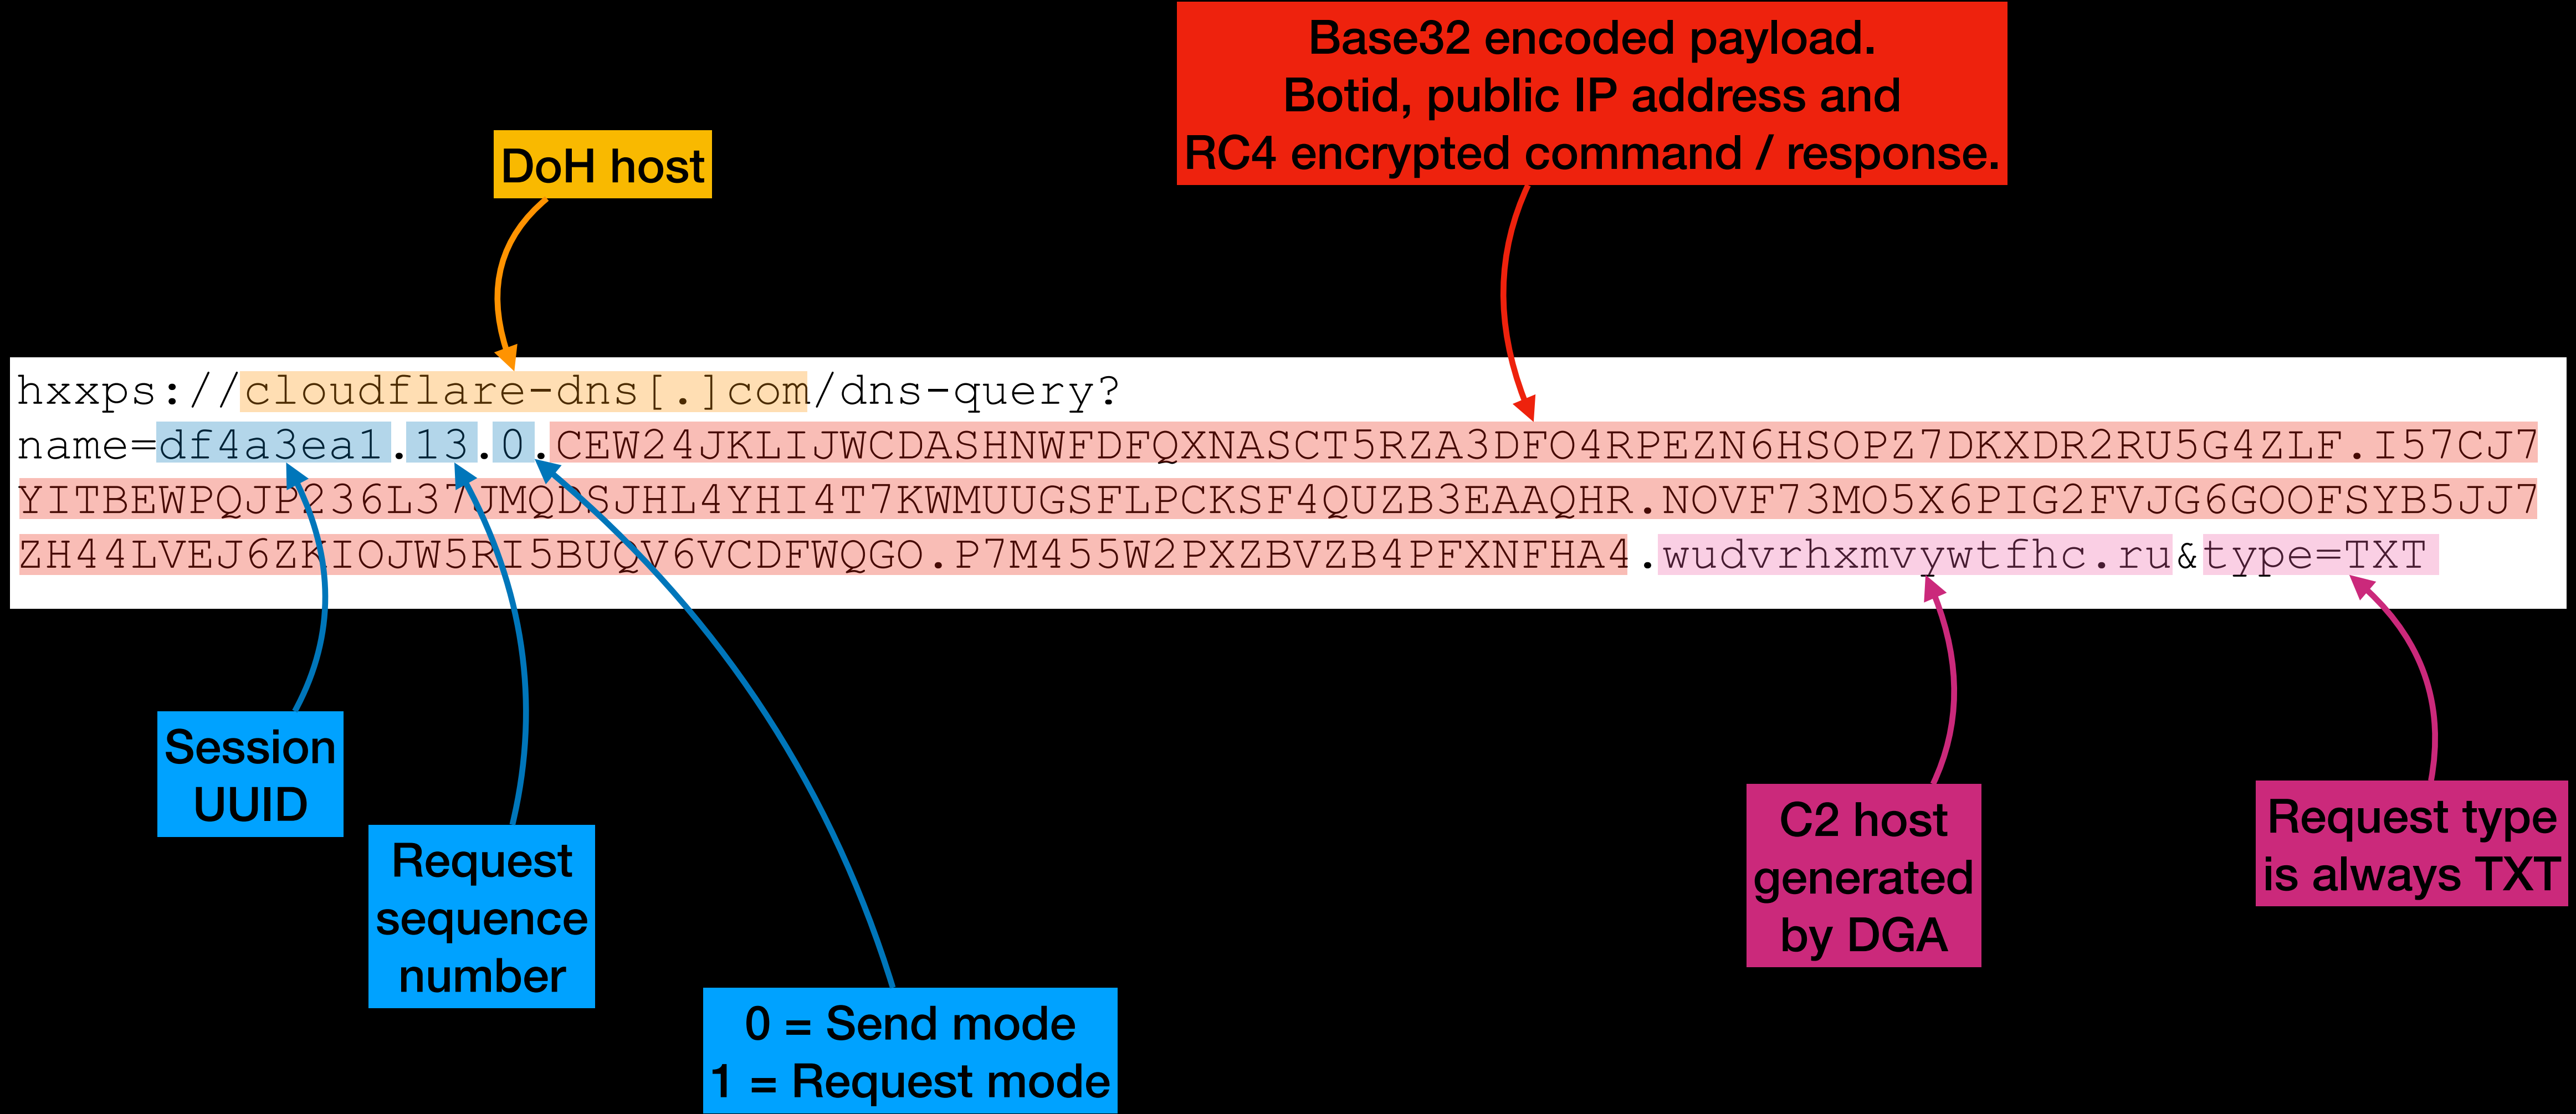 Base32 encoded payload.
Botid, public IP address and
RC4 encrypted command / response.
DoH host
hxxps://cloudflare-dns[.]com/dns-query?
name=df4a3ea1.13.0.CEW24JKLIJWCDASHNWFDFQXNASCT5RZA3DFO4RPEZN6HSOPZ7DKXDR2RU5G4ZLF.I57CJ7
YITBEWPQJP236L37JMQDSJHL4YHI4T7KWMUUGSFLPCKSF4QUZB3EAAQHR.NOVF73MO5X6PIG2FVJG6GOOFSYB5JJ7
ZH44LVEJ6ZKIOJW5RI5BUQV6VCDFWQGO.P7M455W2PXZBVZB4PFXNFHA4.wudvrhxmvywtfhc.ru&type=TXT
Session
UUID
Request
sequence
number
0 = Send mode
1 = Request mode
C2 host
generated
by DGA
Request type
is always TXT